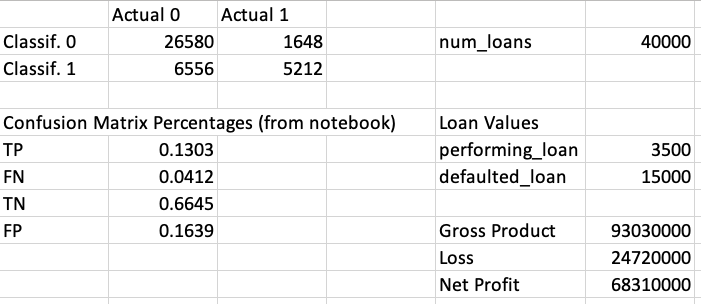 Actual 0 Actual 1
Classif. 0 26580 1648 num_loans 40000
Classif. 1 6556 5212
Confusion Matrix Percentages (from notebook) Loan Values
TP 0.1303 performing_loan 3500
FN 0.0412 defaulted_loan 15000
TN 0.6645
FP 0.1639 Gross Product 93030000
Loss 24720000
Net Profit 68310000